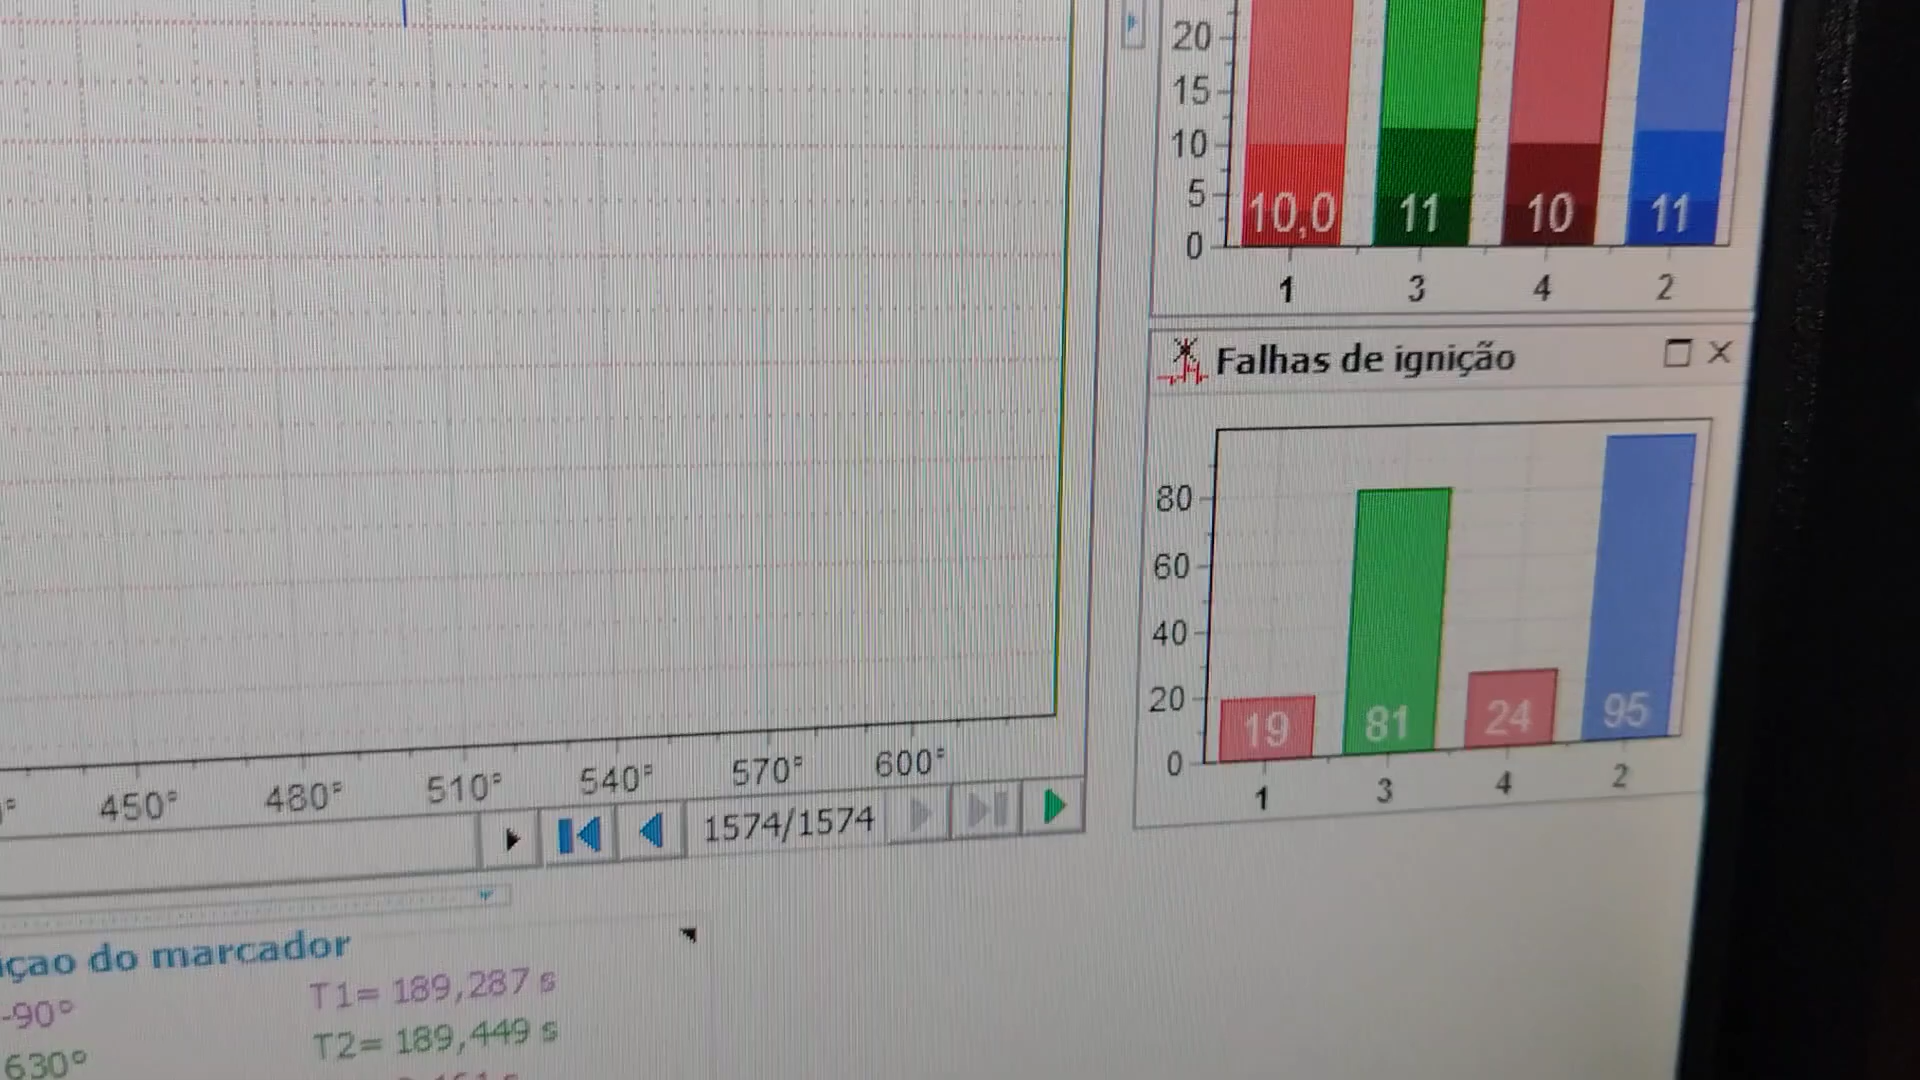 20
15
10
5
0
10,0 11 10 11
1 3 4 2
Falhas de ignição
80
60
40
20
0
19 81 24 95
1 3 4 2
450° 480° 510° 540° 570° 600°
1574/1574
içao do marcador
-90° T1= 189,287 s
630° T2= 189,449 s